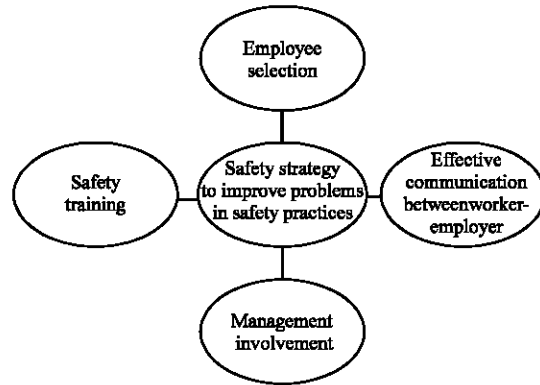 Employee
selection
Safety
training
Safety strategy
to improve problems
in safety practices
Effective
communication
betweenworker-
employer
Management
involvement